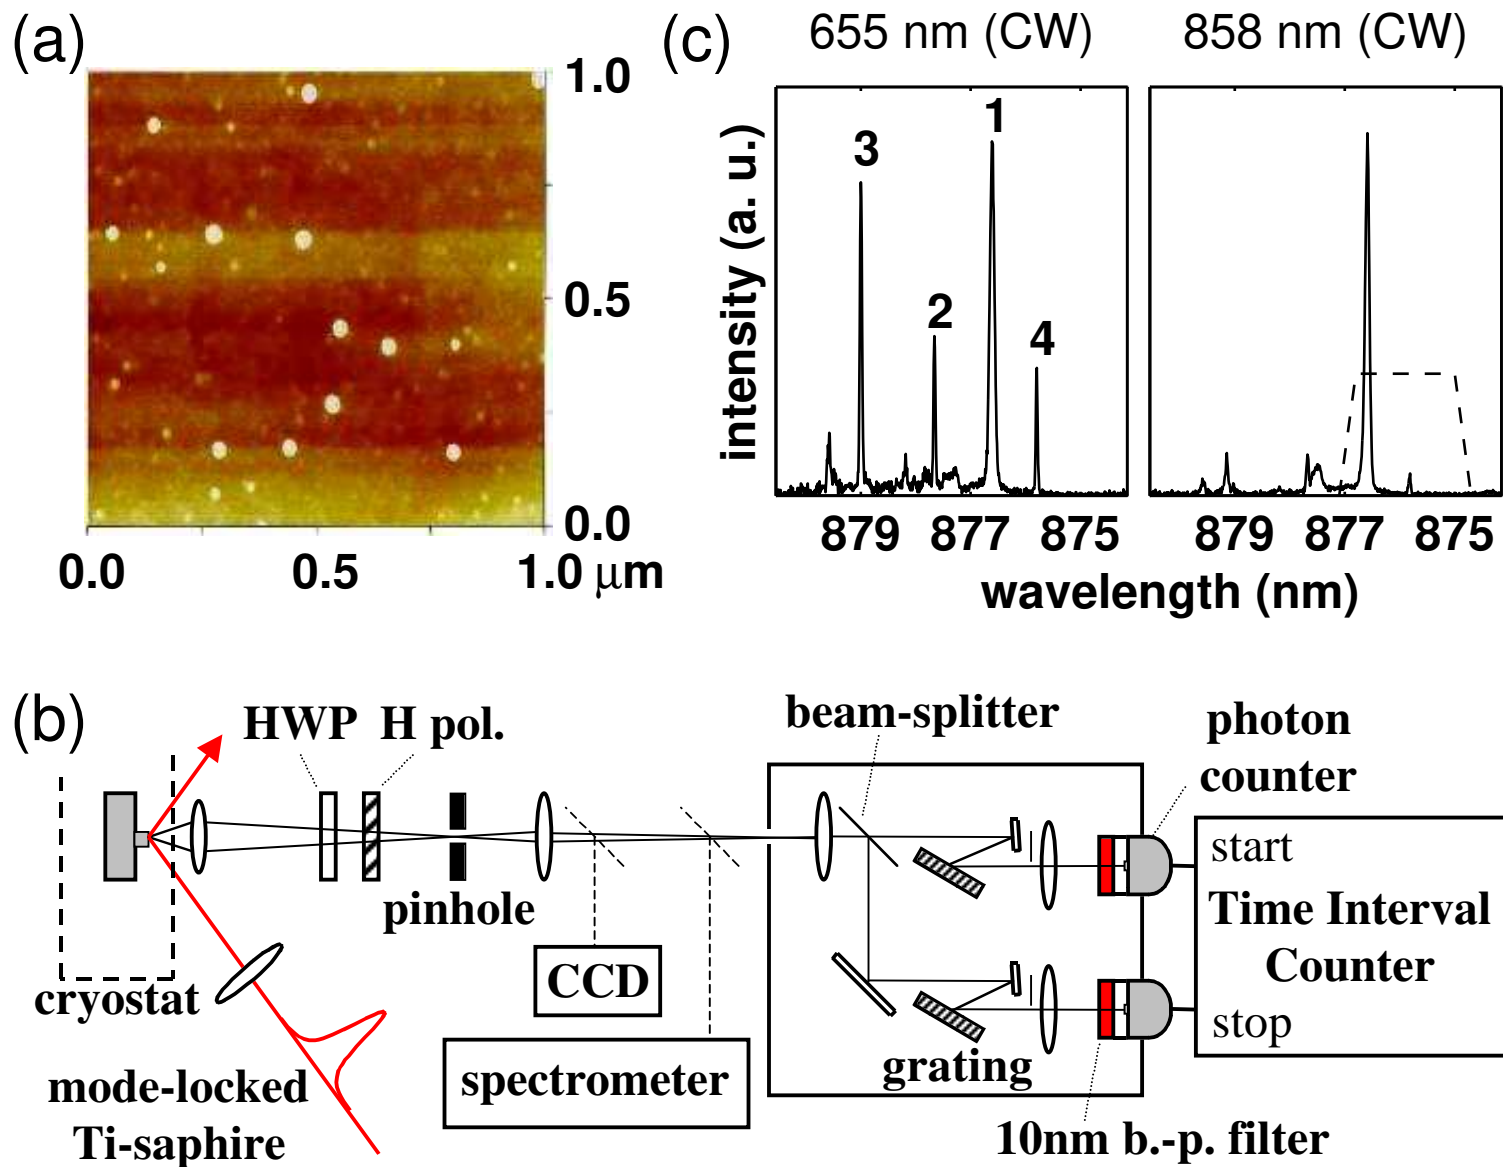 (a)
1.0
0.5
0.0
0.0 0.5 1.0 μm
(c) 655 nm (CW) 858 nm (CW)
intensity (a. u.)
3
1
2
4
879 877 875 879 877 875
wavelength (nm)
(b)
HWP H pol.
pinhole
cryostat
mode-locked
Ti-saphire
CCD
spectrometer
beam-splitter
photon
counter
start
Time Interval
Counter
stop
grating
10nm b.-p. filter